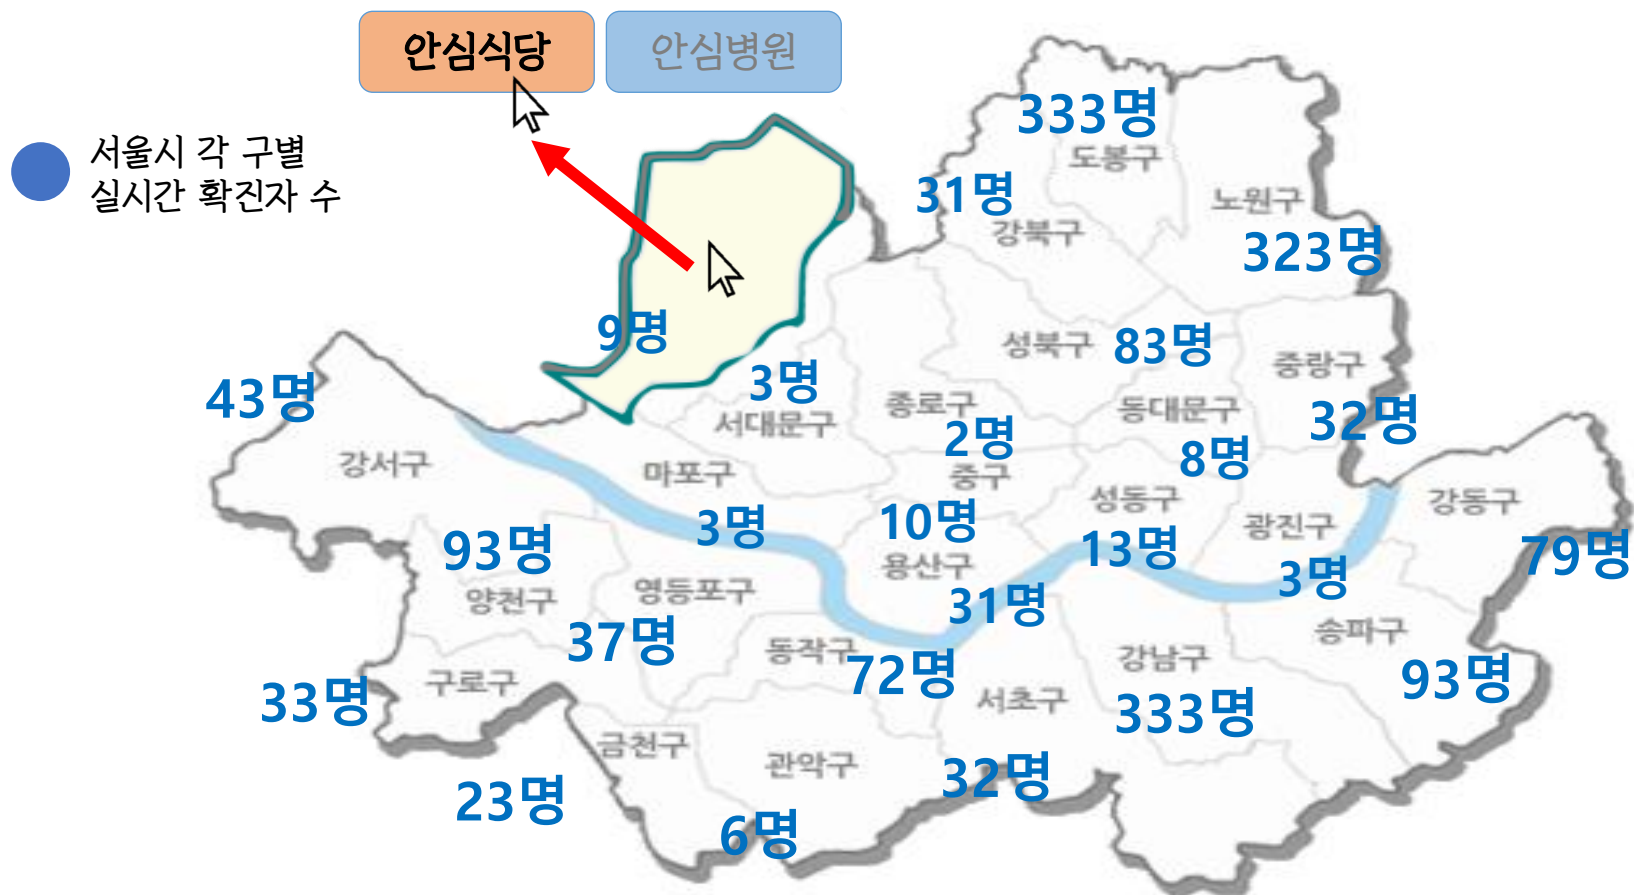 안심식당
안심병원
서울시 각 구별
실시간 확진자 수
333명
도봉구
31명
강북구
노원구
323명
9명
성북구
83명
중랑구
43명
3명
서대문구
종로구
2명
동대문구
32명
8명
강서구
마포구
3명
중구
10명
성동구
13명
광진구
3명
강동구
79명
93명
양천구
영등포구
37명
용산구
31명
동작구
72명
강남구
333명
송파구
93명
구로구
33명
서초구
32명
금천구
23명
관악구
6명